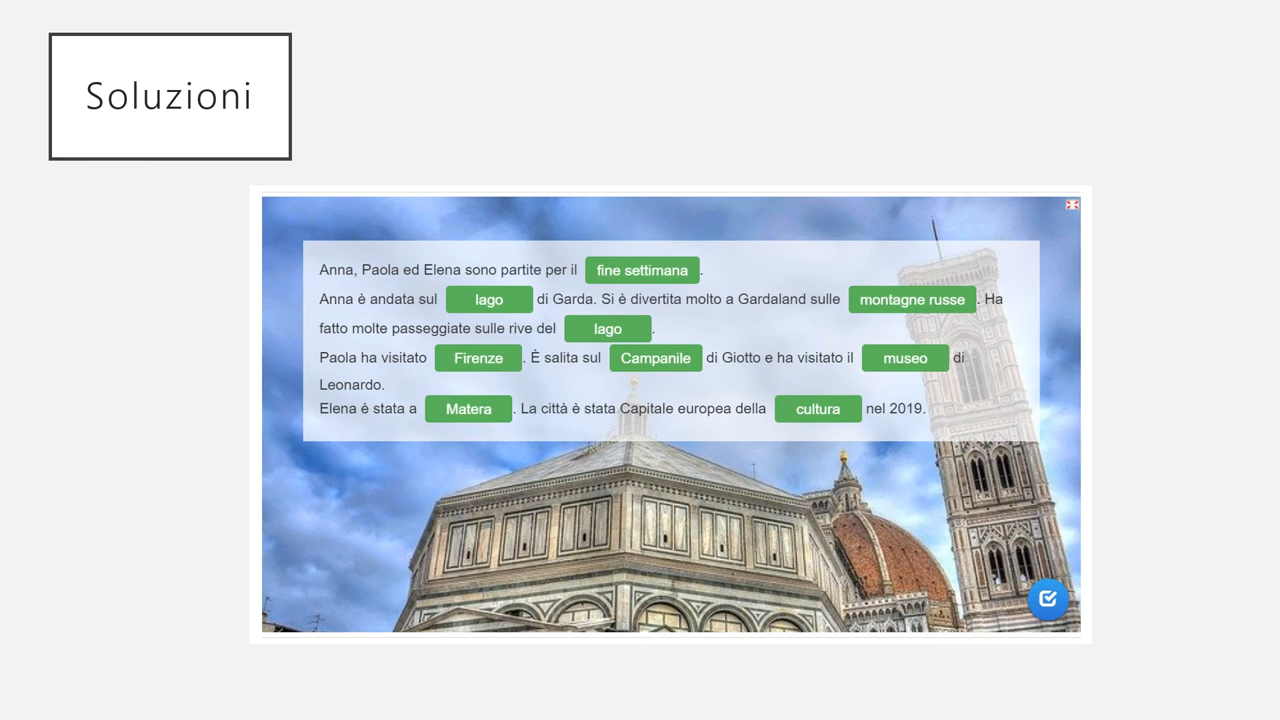 Soluzioni
Anna, Paola ed Elena sono partite per il fine settimana.
Anna è andata sul lago di Garda. Si è divertita molto a Gardaland sulle montagne russe. Ha
fatto molte passeggiate sulle rive del lago.
Paola ha visitato Firenze. È salita sul Campanile di Giotto e ha visitato il museo di
Leonardo.
Elena è stata a Matera. La città è stata Capitale europea della cultura nel 2019.